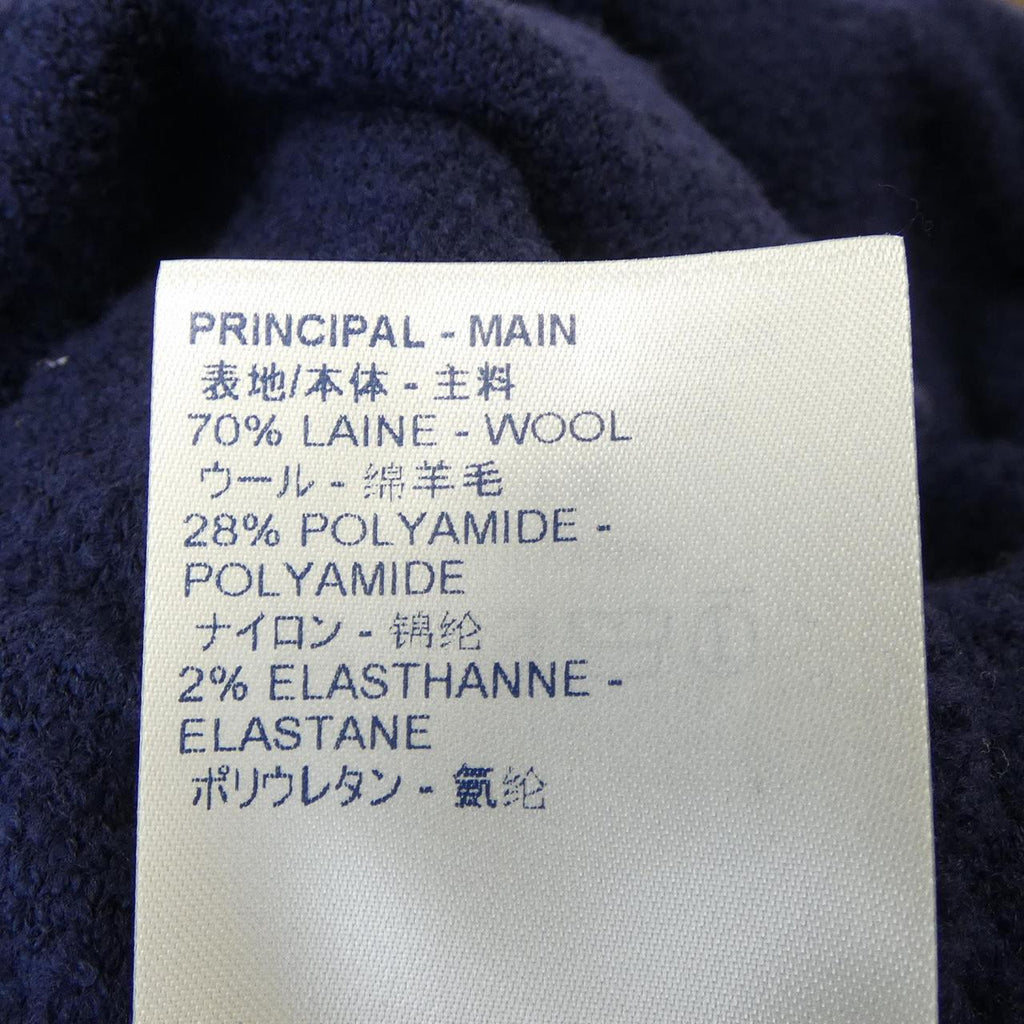 PRINCIPAL - MAIN
表地/本体 - 主料
70% LAINE - WOOL
ウール - 绵羊毛
28% POLYAMIDE -
POLYAMIDE
ナイロン - 锦纶
2% ELASTHANNE -
ELASTANE
ポリウレタン - 氨纶